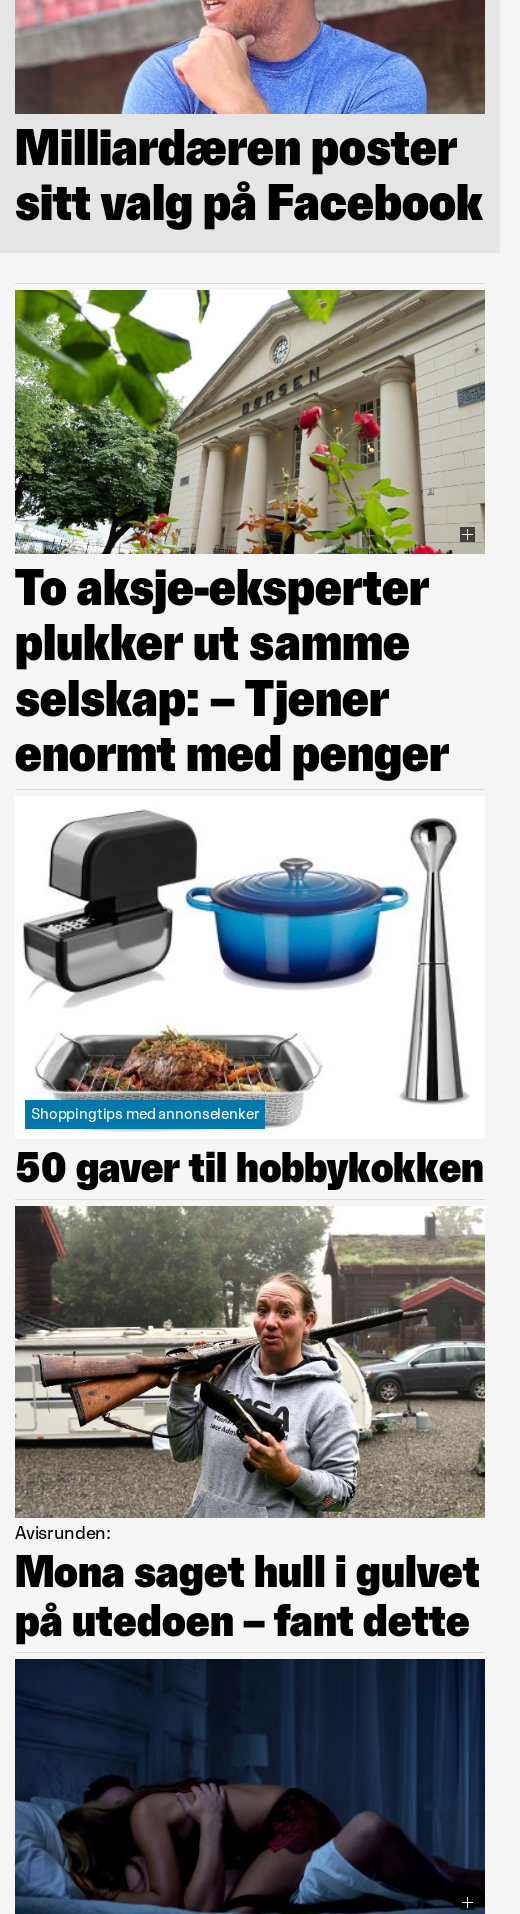 Milliardæren poster
sitt valg på Facebook
BØRSEN
To aksje-eksperter
plukker ut samme
selskap: – Tjener
enormt med penger
Shoppingtips med annonselenker
50 gaver til hobbykokken
Avisrunden:
Mona saget hull i gulvet
på utedoen – fant dette